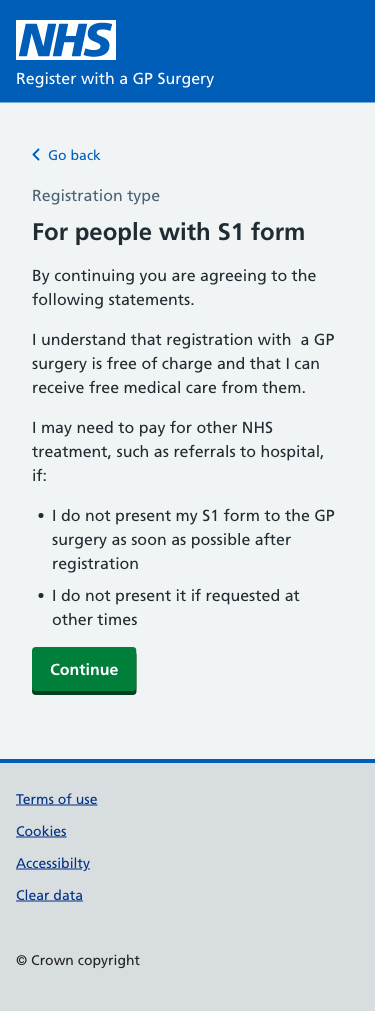 NHS
Register with a GP Surgery
Go back
Registration type
For people with S1 form
By continuing you are agreeing to the
following statements.
I understand that registration with  a GP
surgery is free of charge and that I can
receive free medical care from them.
I may need to pay for other NHS
treatment, such as referrals to hospital,
if:
• I do not present my S1 form to the GP
surgery as soon as possible after
registration
• I do not present it if requested at
other times
Continue
Terms of use
Cookies
Accessibilty
Clear data
© Crown copyright